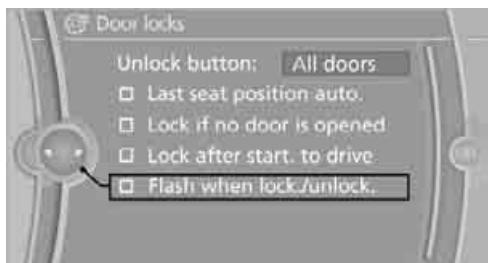 Door locks
Unlock button: All doors
Last seat position auto.
Lock if no door is opened
Lock after start. to drive
Flash when lock./unlock.